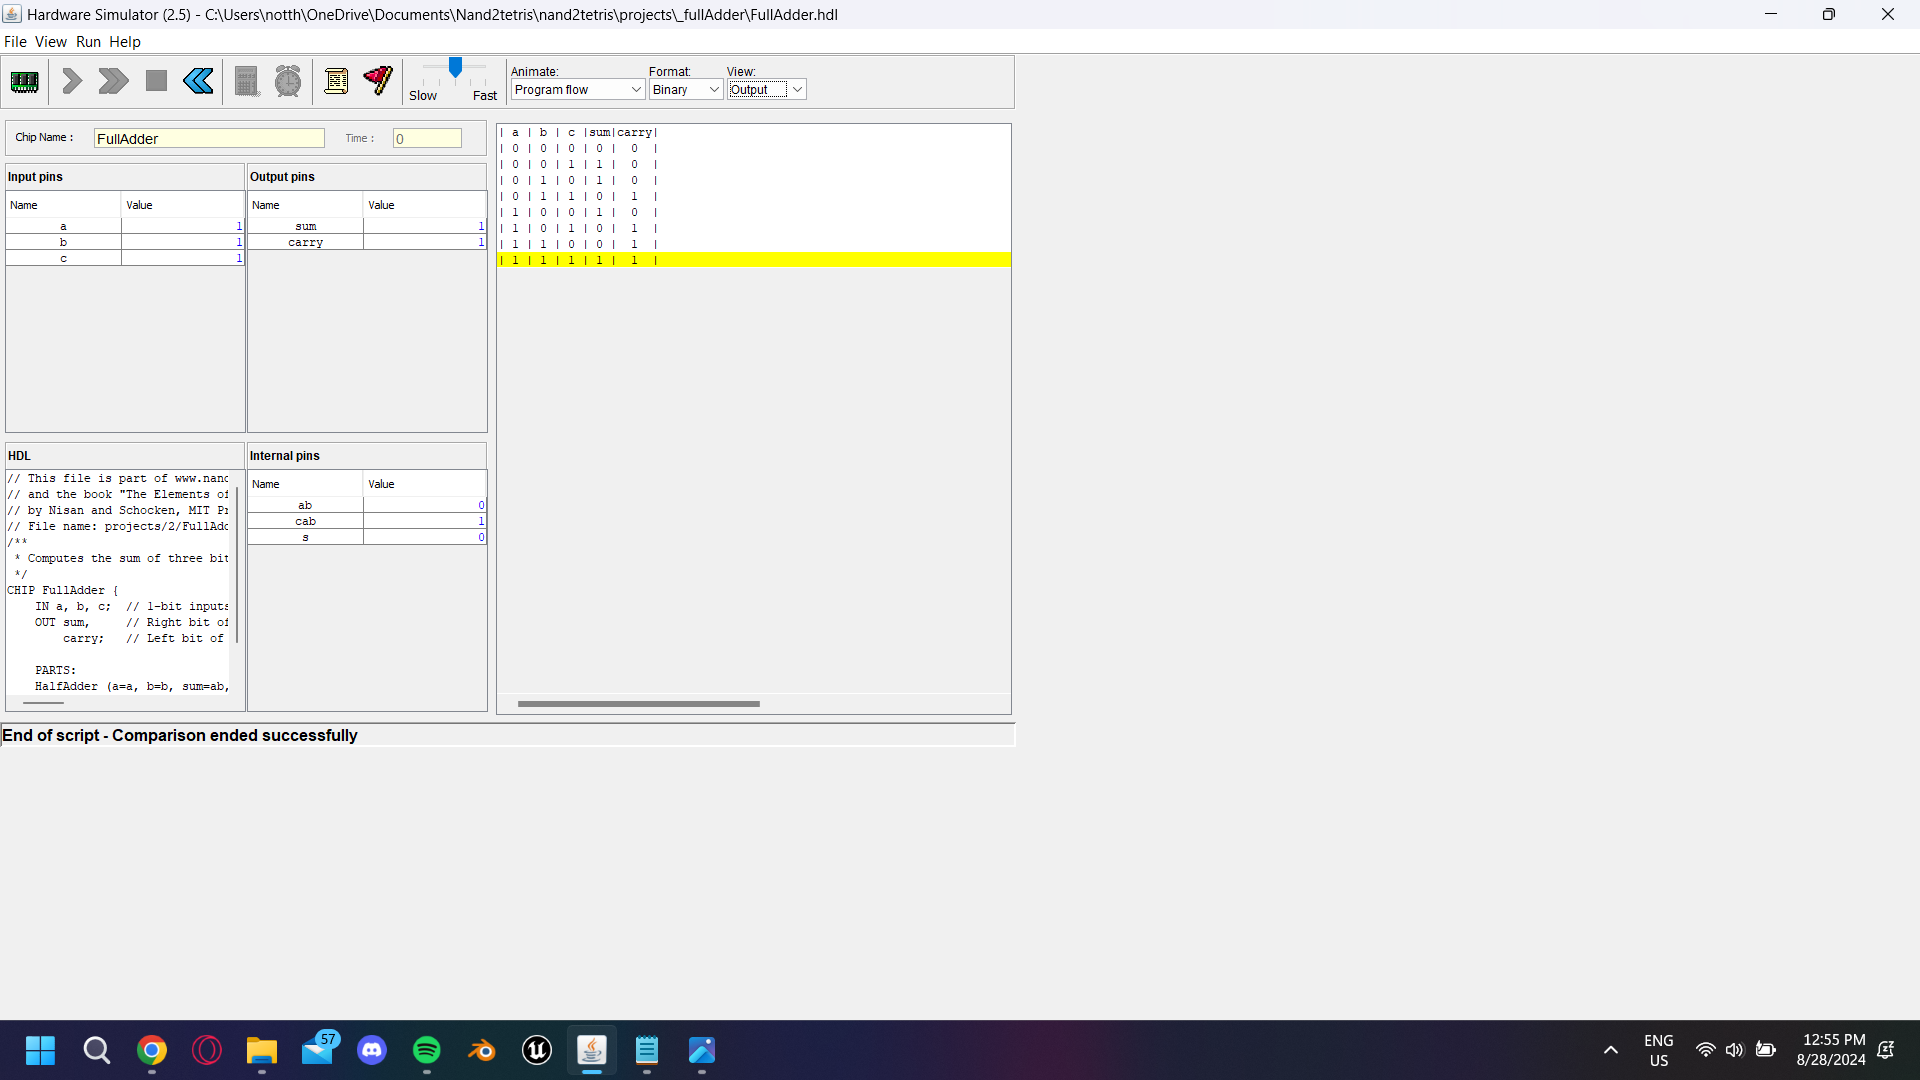 Hardware Simulator (2.5) - C:\Users\notth\OneDrive\Documents\Nand2tetris\nand2tetris\projects\_fullAdder\FullAdder.hdl
File View Run Help
Slow Fast
Animate: Format: View:
Program flow Binary Output
Chip Name : FullAdder Time : 0
Input pins
Name Value
a 1
b 1
c 1
Output pins
Name Value
sum 1
carry 1
| a | b | c |sum|carry|
| 0 | 0 | 0 | 0 | 0 |
| 0 | 0 | 1 | 1 | 0 |
| 0 | 1 | 0 | 1 | 0 |
| 0 | 1 | 1 | 0 | 1 |
| 1 | 0 | 0 | 1 | 0 |
| 1 | 0 | 1 | 0 | 1 |
| 1 | 1 | 0 | 0 | 1 |
| 1 | 1 | 1 | 1 | 1 |
HDL
// This file is part of www.nand
// and the book "The Elements of
// by Nisan and Schocken, MIT Pr
// File name: projects/2/FullAdd
/**
* Computes the sum of three bit
*/
CHIP FullAdder {
IN a, b, c; // 1-bit inputs
OUT sum, // Right bit of
carry; // Left bit of
PARTS:
HalfAdder (a=a, b=b, sum=ab,
Internal pins
Name Value
ab 0
cab 1
s 0
End of script - Comparison ended successfully
57
ENG
US
12:55 PM
8/28/2024